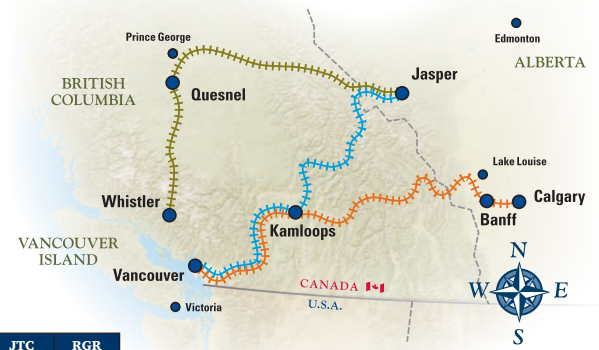 Prince George
Edmonton
ALBERTA
Jasper
BRITISH
COLUMBIA
Quesnel
Lake Louise
Whistler
Calgary
Banff
Kamloops
VANCOUVER
ISLAND
Vancouver
N
W
E
S
CANADA
U.S.A.
Victoria
JTC
RGR